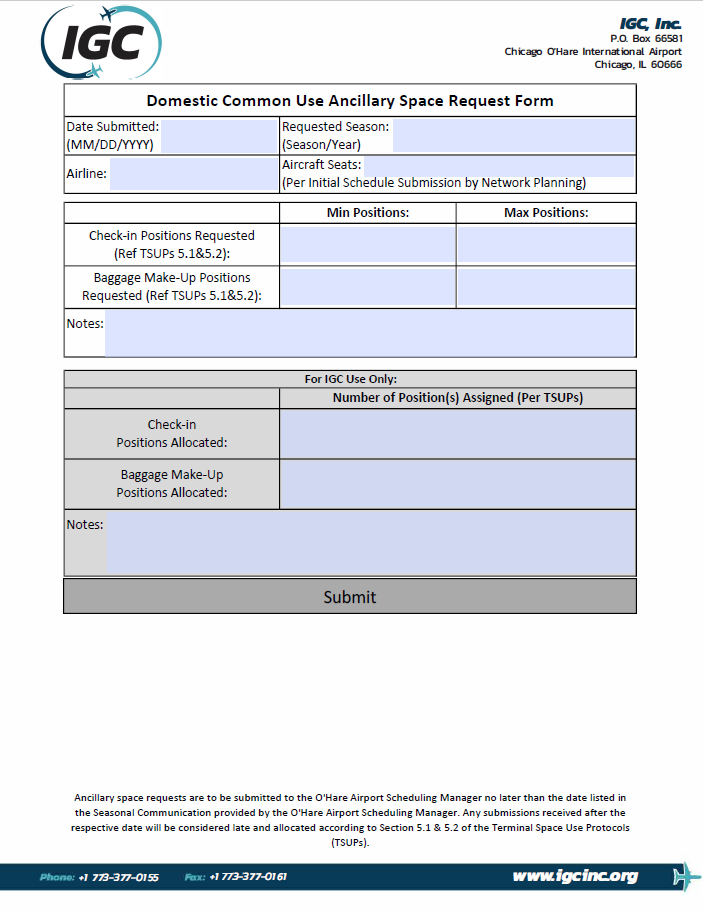 IGC
IGC, Inc.
P.O. Box 66581
Chicago O'Hare International Airport
Chicago, IL 60666
Domestic Common Use Ancillary Space Request Form
Date Submitted:
(MM/DD/YYYY)
Requested Season:
(Season/Year)
Airline:
Aircraft Seats:
(Per Initial Schedule Submission by Network Planning)
Min Positions:
Max Positions:
Check-in Positions Requested
(Ref TSUPs 5.1&5.2):
Baggage Make-Up Positions
Requested (Ref TSUPs 5.1&5.2):
Notes:
For IGC Use Only:
Number of Position(s) Assigned (Per TSUPs)
Check-in
Positions Allocated:
Baggage Make-Up
Positions Allocated:
Notes:
Submit
Ancillary space requests are to be submitted to the O'Hare Airport Scheduling Manager no later than the date listed in
the Seasonal Communication provided by the O'Hare Airport Scheduling Manager. Any submissions received after the
respective date will be considered late and allocated according to Section 5.1 & 5.2 of the Terminal Space Use Protocols
(TSUPs).
Phone: +1 773-377-0155 Fax: +1 773-377-0161 www.igcinc.org